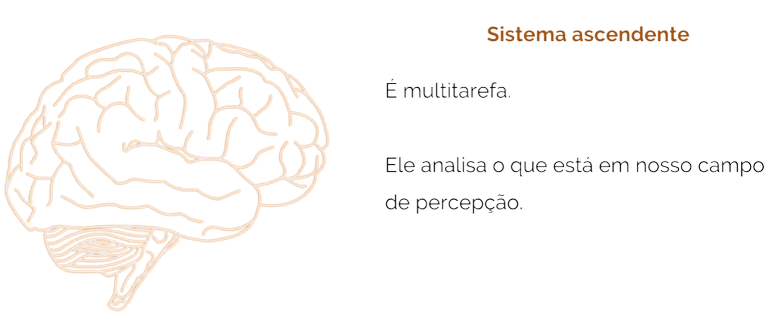 Sistema ascendente
É multitarefa.
Ele analisa o que está em nosso campo
de percepção.